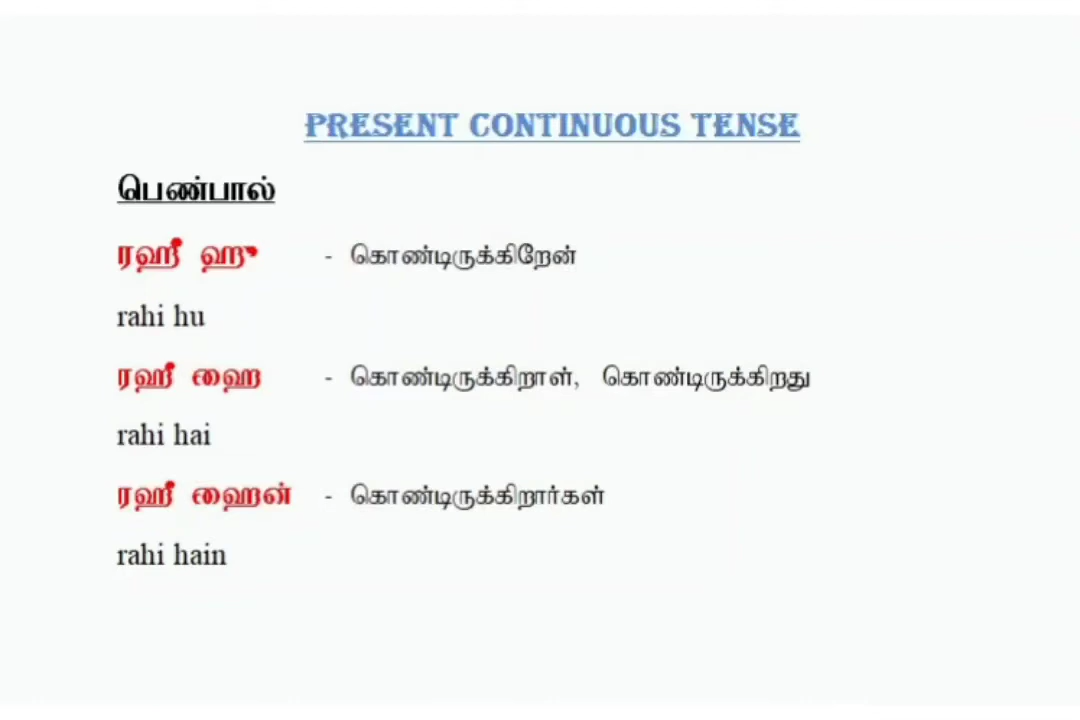 PRESENT CONTINUOUS TENSE
பெண்பால்
ரஹீ ஹு - கொண்டிருக்கிறேன்
rahi hu
ரஹீ ஹை - கொண்டிருக்கிறாள், கொண்டிருக்கிறது
rahi hai
ரஹீ ஹைன் - கொண்டிருக்கிறார்கள்
rahi hain